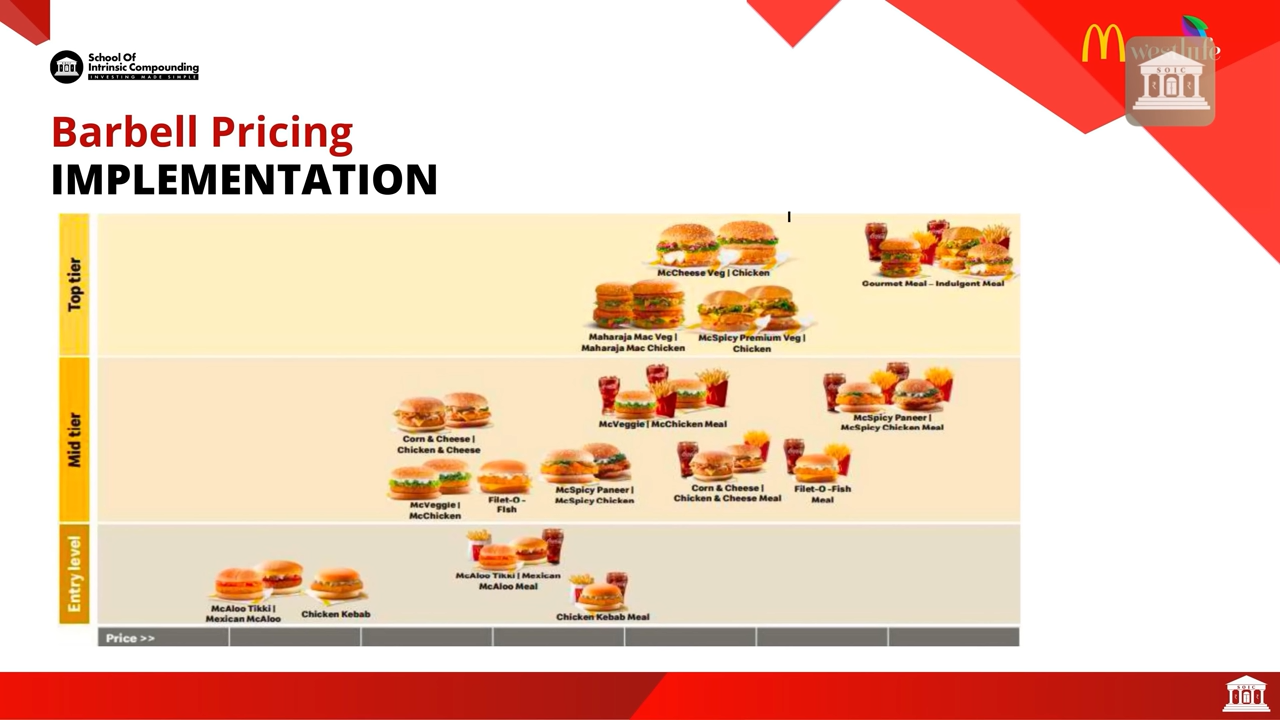 School Of
Intrinsic Compounding
INVESTING MADE SIMPLE
westlife
SOIC
Barbell Pricing
IMPLEMENTATION
Top tier
McCheese Veg | Chicken
Gourmet Meal – Indulgent Meal
Maharaja Mac Veg |
Maharaja Mac Chicken
McSpicy Premium Veg |
Chicken
Mid tier
McVeggie | McChicken Meal
McSpicy Paneer |
McSpicy Chicken Meal
Corn & Cheese |
Chicken & Cheese
McVeggie |
McChicken
Filet-O -
Fish
McSpicy Paneer |
McSpicy Chicken
Corn & Cheese |
Chicken & Cheese Meal
Filet-O -Fish
Meal
Entry level
McAloo Tikki |
Mexican McAloo
Chicken Kebab
McAloo Tikki | Mexican
McAloo Meal
Chicken Kebab Meal
Price >>
SOIC